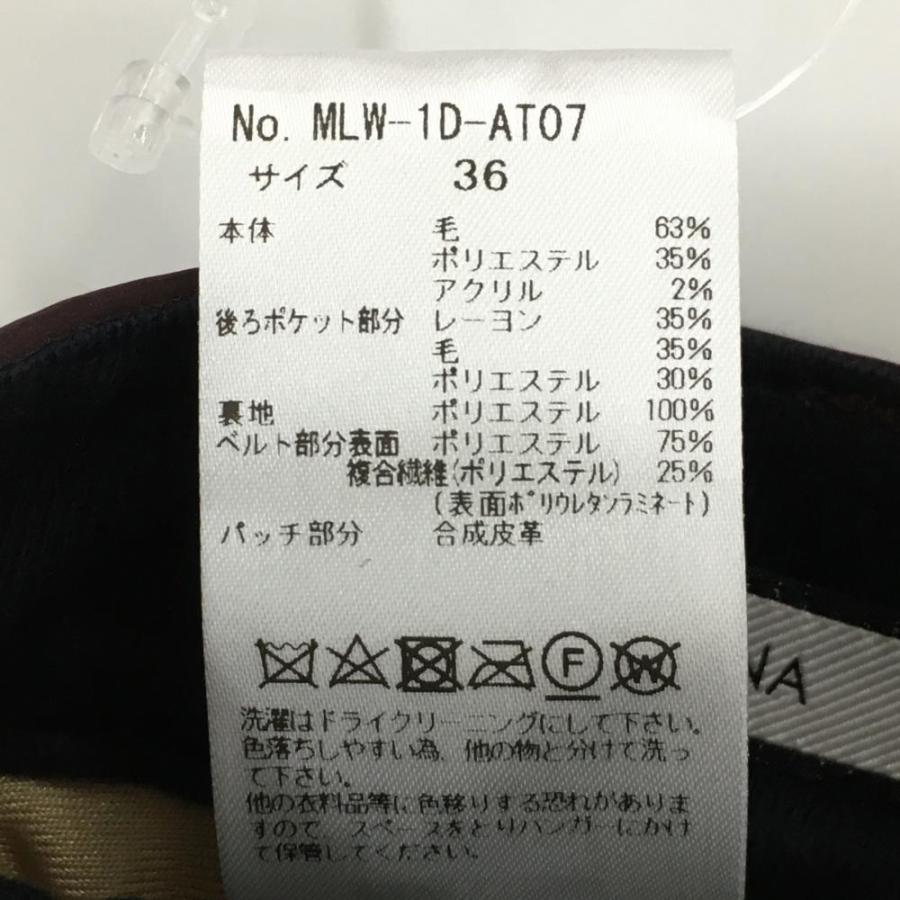 No. MLW-1D-AT07
サイズ 36
本体 毛 63%
ポリエステル 35%
アクリル 2%
後ろポケット部分 レーヨン 35%
毛 35%
ポリエステル 30%
裏地 ポリエステル 100%
ベルト部分表面 ポリエステル 75%
複合繊維(ポリエステル) 25%
(表面ポリウレタンラミネート)
パッチ部分 合成皮革
F W
洗濯はドライクリーニングにして下さい。
色落ちしやすい為、他の物と分けて洗っ
て下さい。
他の衣料品等に色移りする恐れがありま
すので、スペースをとりハンガーにかけ
て保管してください。